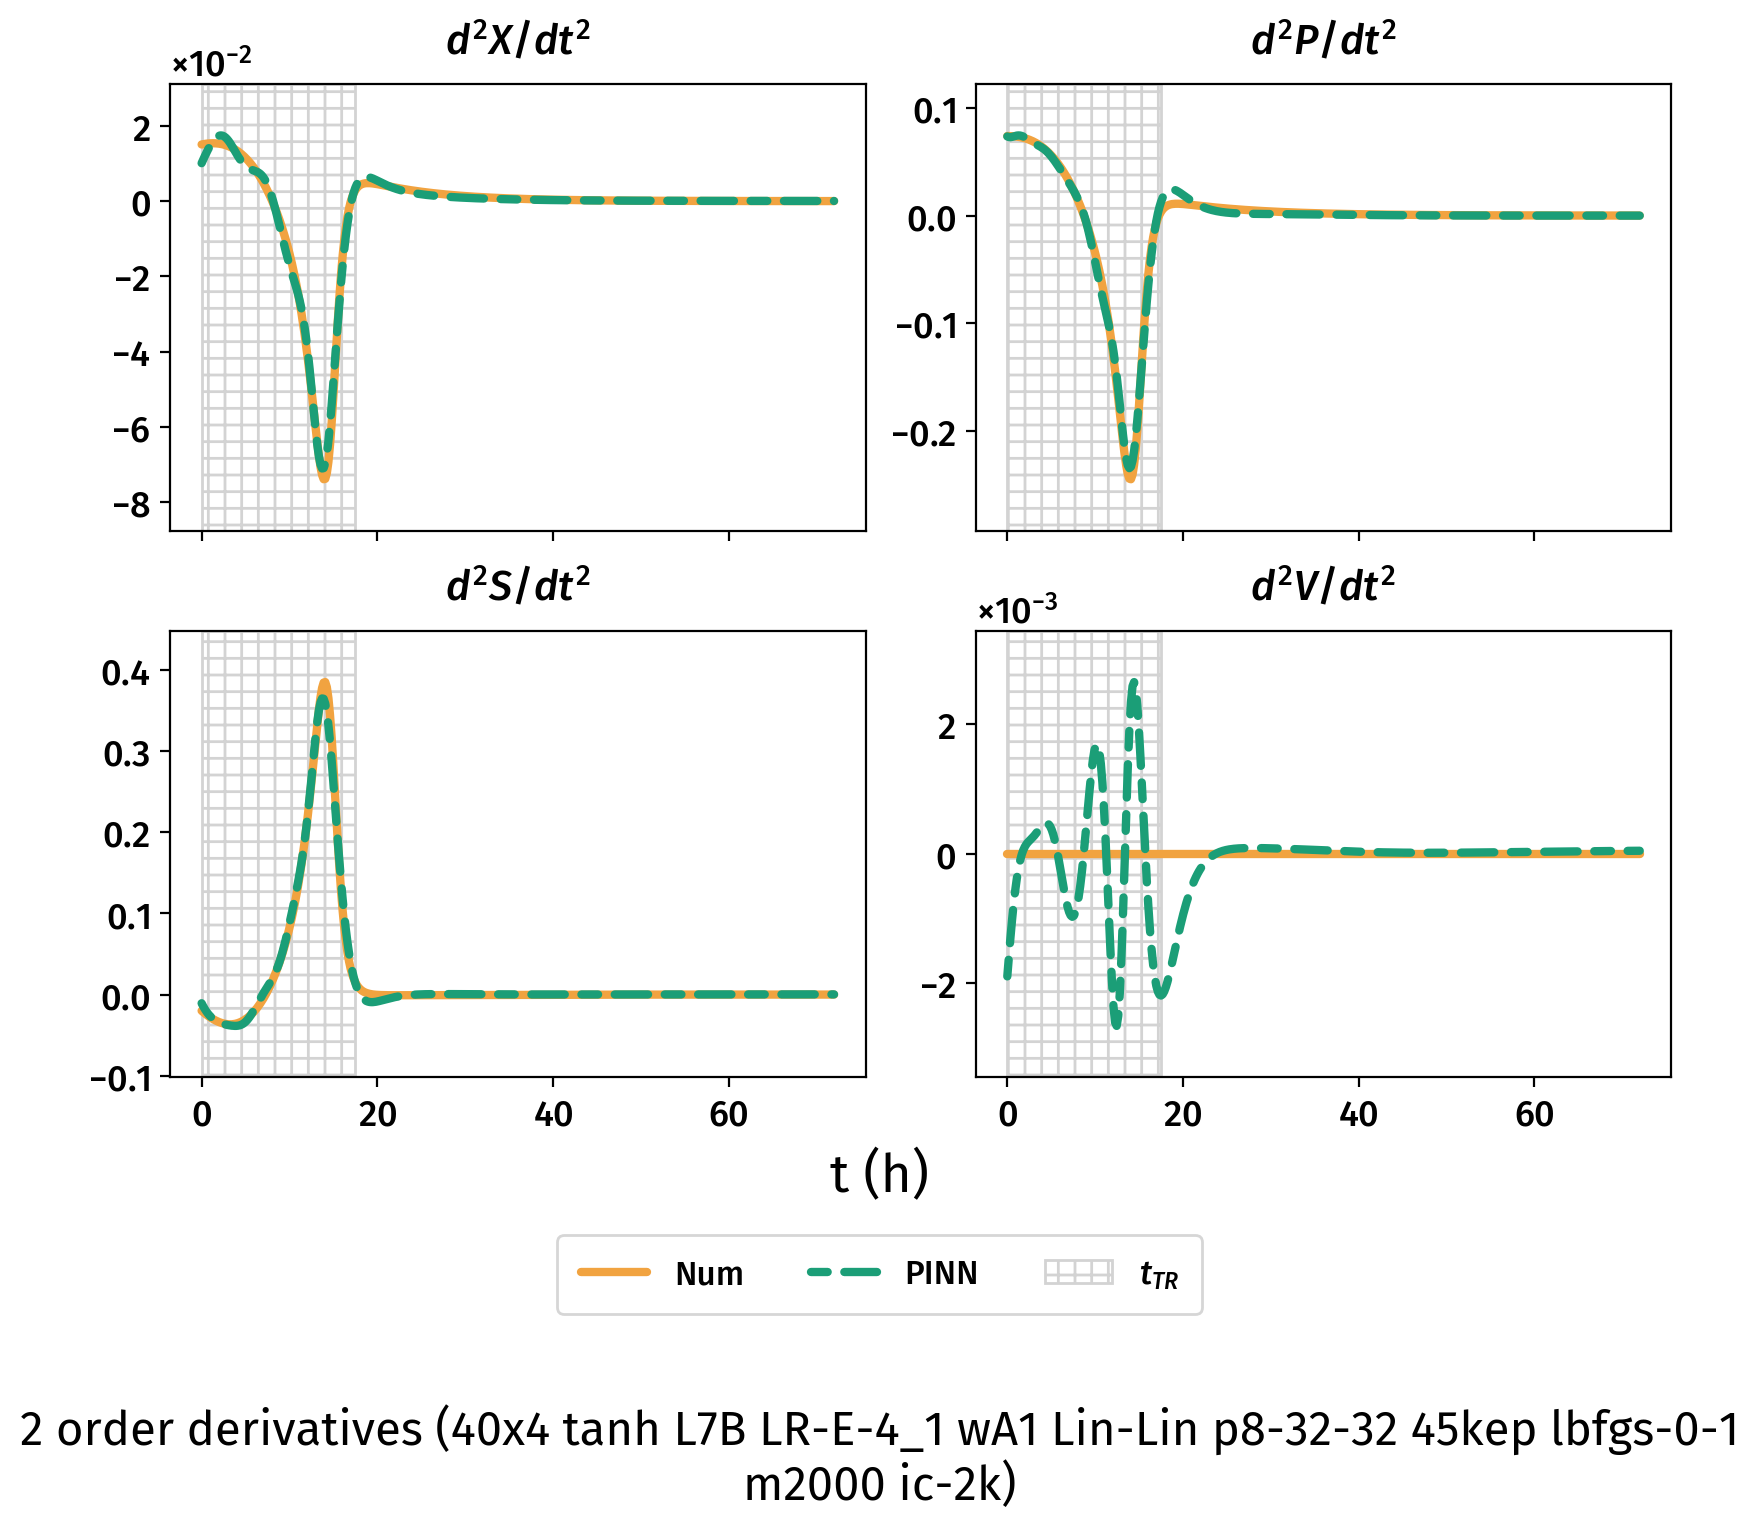 d²X/dt²
×10⁻²
2
0
−2
−4
−6
−8
d²P/dt²
0.1
0.0
−0.1
−0.2
d²S/dt²
0.4
0.3
0.2
0.1
0.0
−0.1
0 20 40 60
d²V/dt²
×10⁻³
2
0
−2
0 20 40 60
t (h)
Num PINN t_TR
2 order derivatives (40x4 tanh L7B LR-E-4_1 wA1 Lin-Lin p8-32-32 45kep lbfgs-0-1
m2000 ic-2k)